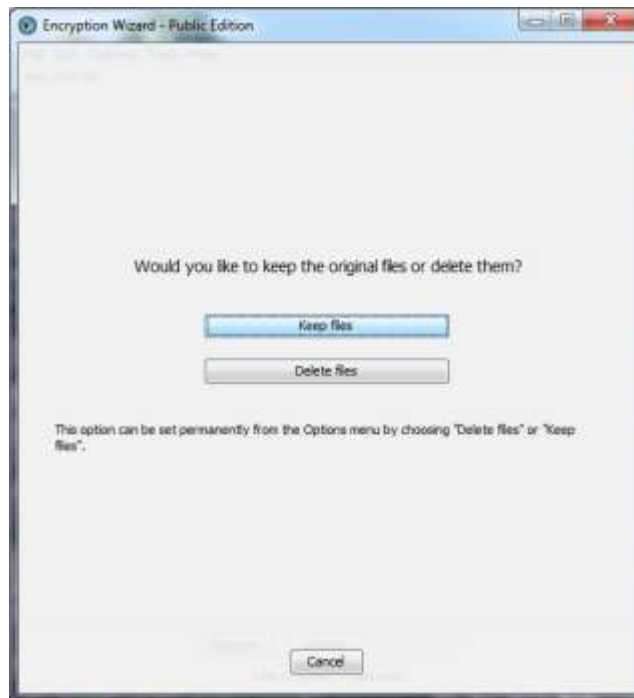 Encryption Wizard - Public Edition
Would you like to keep the original files or delete them?
Keep files
Delete files
This option can be set permanently from the Options menu by choosing "Delete files" or "Keep
files".
Cancel